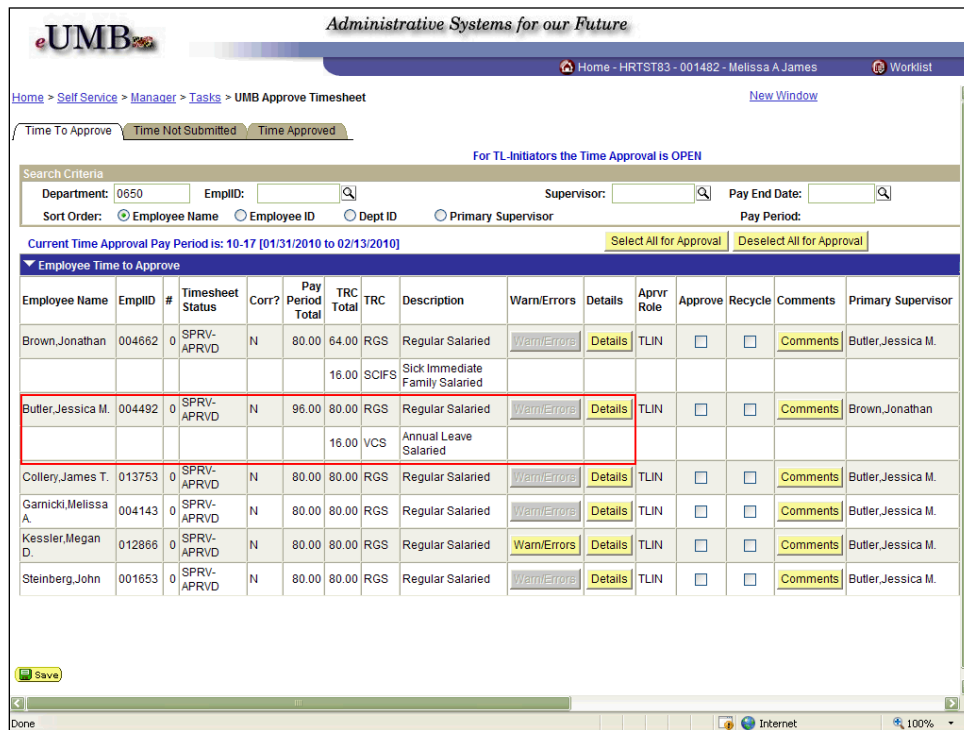 Administrative Systems for our Future
eUMB
Home - HRTST83 - 001482 - Melissa A James Worklist
Home > Self Service > Manager > Tasks > UMB Approve Timesheet New Window
Time To Approve Time Not Submitted Time Approved
For TL-Initiators the Time Approval is OPEN
Search Criteria
Department: 0650 EmplID: Supervisor: Pay End Date:
Sort Order: Employee Name Employee ID Dept ID Primary Supervisor Pay Period:
Current Time Approval Pay Period is: 10-17 [01/31/2010 to 02/13/2010] Select All for Approval Deselect All for Approval
Employee Time to Approve
Employee Name EmplID # Timesheet Status Corr? Pay Period Total TRC Total TRC Description Warn/Errors Details Aprvr Role Approve Recycle Comments Primary Supervisor
Brown,Jonathan 004662 0 SPRV-APRVD N 80.00 64.00 RGS Regular Salaried Warn/Errors Details TLIN Comments Butler,Jessica M.
16.00 SCIFS Sick Immediate Family Salaried
Butler,Jessica M. 004492 0 SPRV-APRVD N 96.00 80.00 RGS Regular Salaried Warn/Errors Details TLIN Comments Brown,Jonathan
16.00 VCS Annual Leave Salaried
Collery,James T. 013753 0 SPRV-APRVD N 80.00 80.00 RGS Regular Salaried Warn/Errors Details TLIN Comments Butler,Jessica M.
Garnicki,Melissa A. 004143 0 SPRV-APRVD N 80.00 80.00 RGS Regular Salaried Warn/Errors Details TLIN Comments Butler,Jessica M.
Kessler,Megan D. 012866 0 SPRV-APRVD N 80.00 80.00 RGS Regular Salaried Warn/Errors Details TLIN Comments Butler,Jessica M.
Steinberg,John 001653 0 SPRV-APRVD N 80.00 80.00 RGS Regular Salaried Warn/Errors Details TLIN Comments Butler,Jessica M.
Save
Done Internet 100%